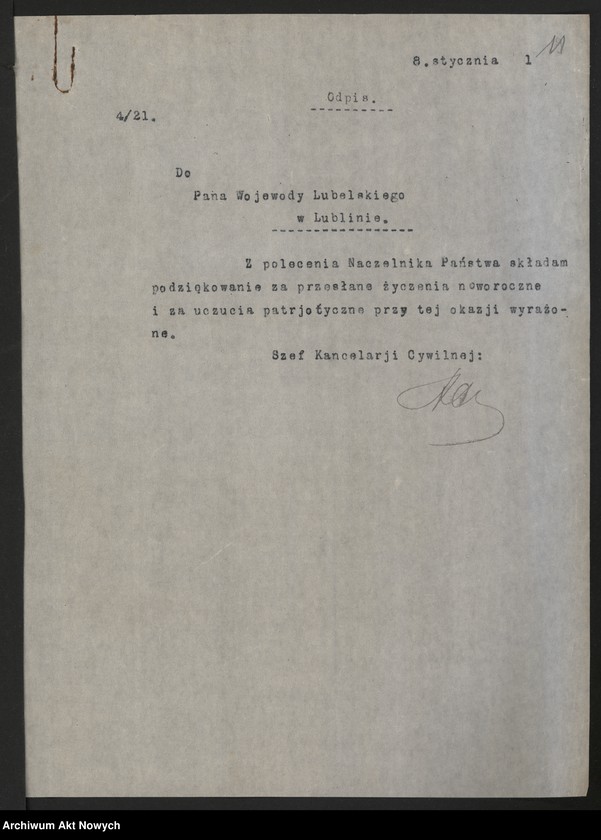 8.stycznia 1
11
Odpis.
4/21.
Do
Pana Wojewody Lubelskiego
w Lublinie.
Z polecenia Naczelnika Państwa składam
podziękowanie za przesłane życzenia noworoczne
i za uczucia patrjotyczne przy tej okazji wyrażo-
ne.
Szef Kancelarji Cywilnej:
Archiwum Akt Nowych